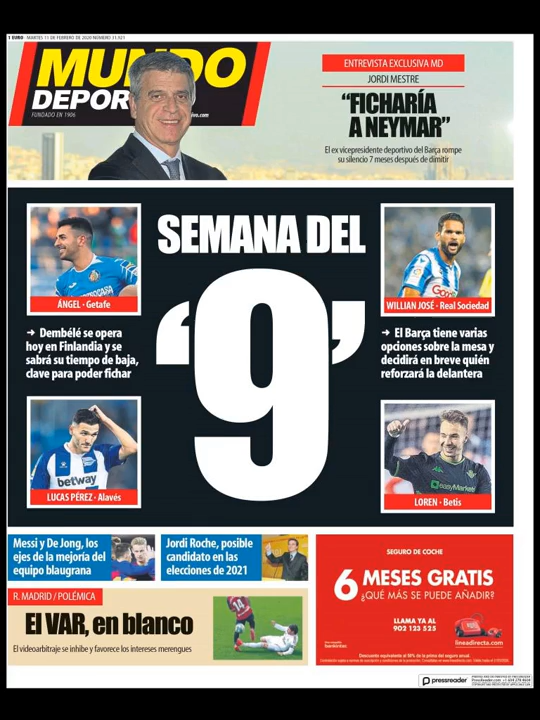 1 EURO MARTES 11 DE FEBRERO DE 2020 NÚMERO 31.921
MUNDO
DEPOR
FUNDADO EN 1906
ENTREVISTA EXCLUSIVA MD
JORDI MESTRE
“FICHARÍA
A NEYMAR”
El ex vicepresidente deportivo del Barça rompe
su silencio 7 meses después de dimitir
SEMANA DEL
‘9’
ÁNGEL · Getafe
WILLIAN JOSÉ · Real Sociedad
➜ Dembélé se opera
hoy en Finlandia y se
sabrá su tiempo de baja,
clave para poder fichar
➜ El Barça tiene varias
opciones sobre la mesa y
decidirá en breve quién
reforzará la delantera
betway
LUCAS PÉREZ · Alavés
easyMarkets
LOREN · Betis
Messi y De Jong, los
ejes de la mejoría del
equipo blaugrana
Jordi Roche, posible
candidato en las
elecciones de 2021
R. MADRID / POLÉMICA
El VAR, en blanco
El videoarbitraje se inhibe y favorece los intereses merengues
SEGURO DE COCHE
6 MESES GRATIS
¿QUÉ MÁS SE PUEDE AÑADIR?
LLAMA YA AL
902 123 525
lineadirecta.com
bankinter
pressreader